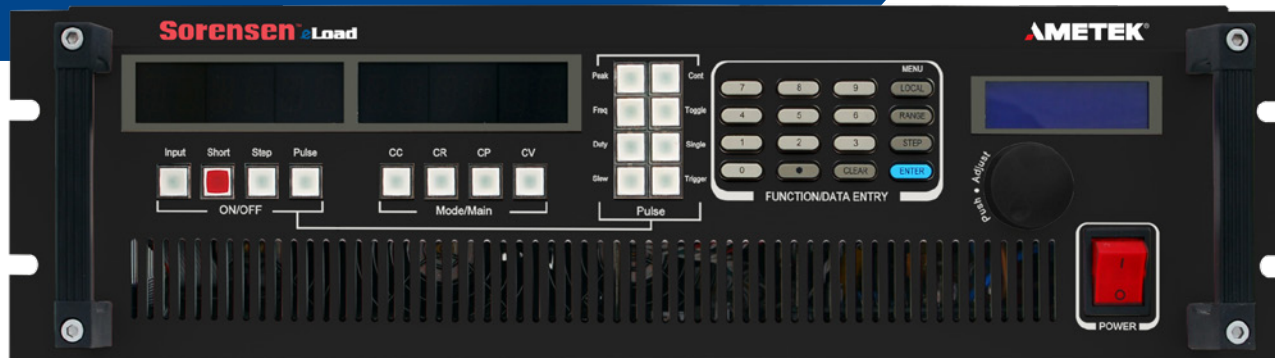 Sorensen™ eLoad
AMETEK®
Peak Cont
Freq Toggle
Duty Single
Slew Trigger
Pulse
MENU
7 8 9 LOCAL
4 5 6 RANGE
1 2 3 STEP
0 • CLEAR ENTER
FUNCTION/DATA ENTRY
Input Short Step Pulse
ON/OFF
CC CR CP CV
Mode/Main
Push • Adjust
I
O
POWER